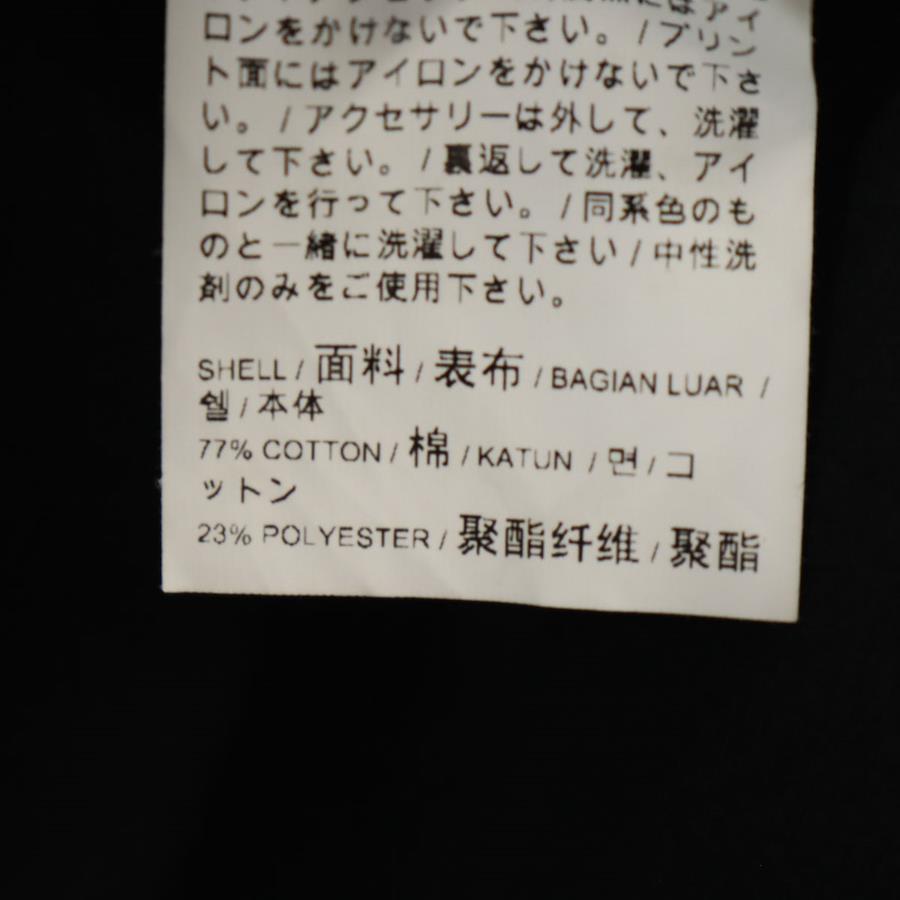 はアイ
ロンをかけないで下さい。/プリン
ト面にはアイロンをかけないで下さ
い。/アクセサリーは外して、洗濯
して下さい。/裏返して洗濯、アイ
ロンを行って下さい。/同系色のも
のと一緒に洗濯して下さい/中性洗
剤のみをご使用下さい。
SHELL/面料/表布/BAGIAN LUAR/
쉘/本体
77% COTTON/棉/KATUN/면/コ
ットン
23% POLYESTER/聚酯纤维/聚酯